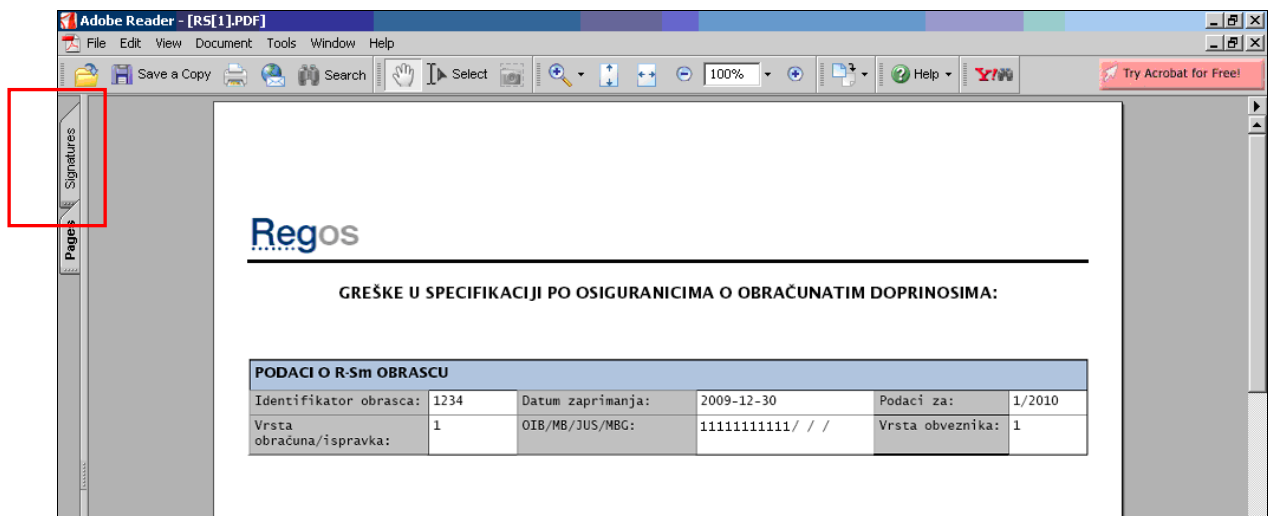 Adobe Reader - [RS[1].PDF]
File Edit View Document Tools Window Help
Save a Copy Search Select 100% Help Y! Try Acrobat for Free!
Signatures
Pages
Regos
GREŠKE U SPECIFIKACIJI PO OSIGURANICIMA O OBRAČUNATIM DOPRINOSIMA:
PODACI O R-Sm OBRASCU
Identifikator obrasca: 1234 Datum zaprimanja: 2009-12-30 Podaci za: 1/2010
Vrsta obračuna/ispravka: 1 OIB/MB/JUS/MBG: 11111111111/ / / Vrsta obveznika: 1